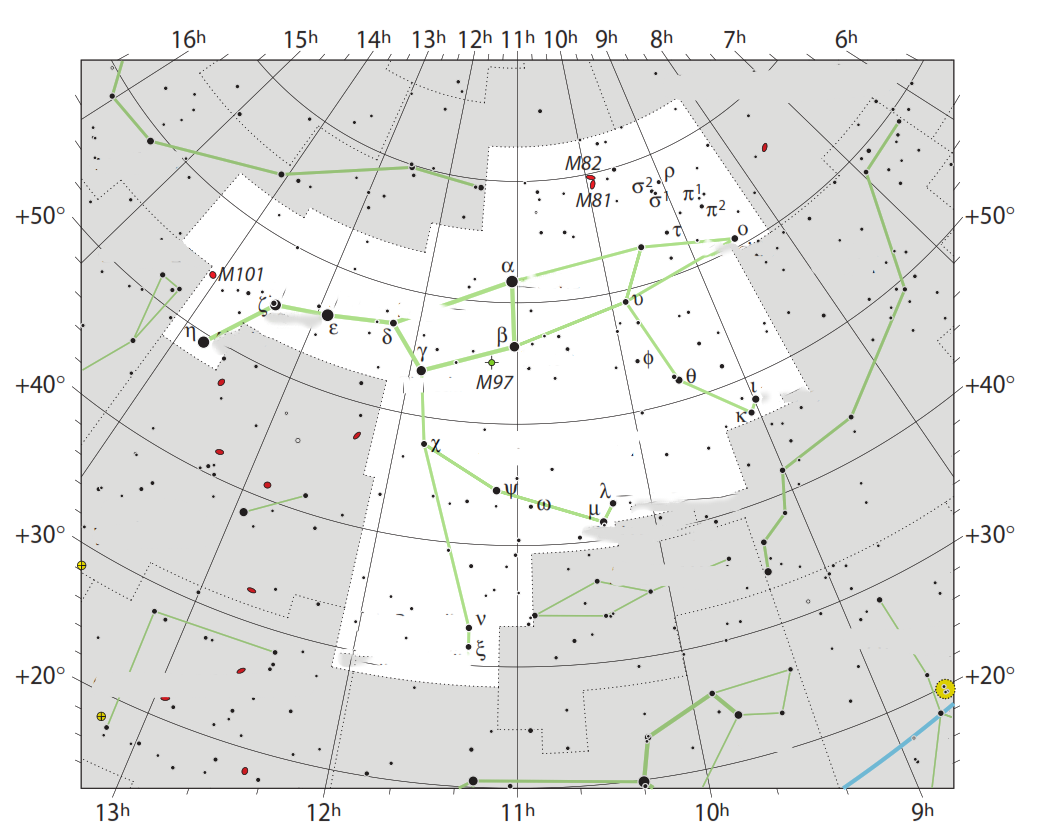 16h 15h 14h 13h 12h 11h 10h 9h 8h 7h 6h
M82
ρ
σ2
π1
M81
σ1
π2
+50° +50°
τ
ο
M101
α
ζ
υ
η
ε
δ
β
γ
φ
M97
θ
+40° +40°
ι
κ
χ
ψ
λ
ω
μ
+30° +30°
ν
ξ
+20° +20°
13h 12h 11h 10h 9h